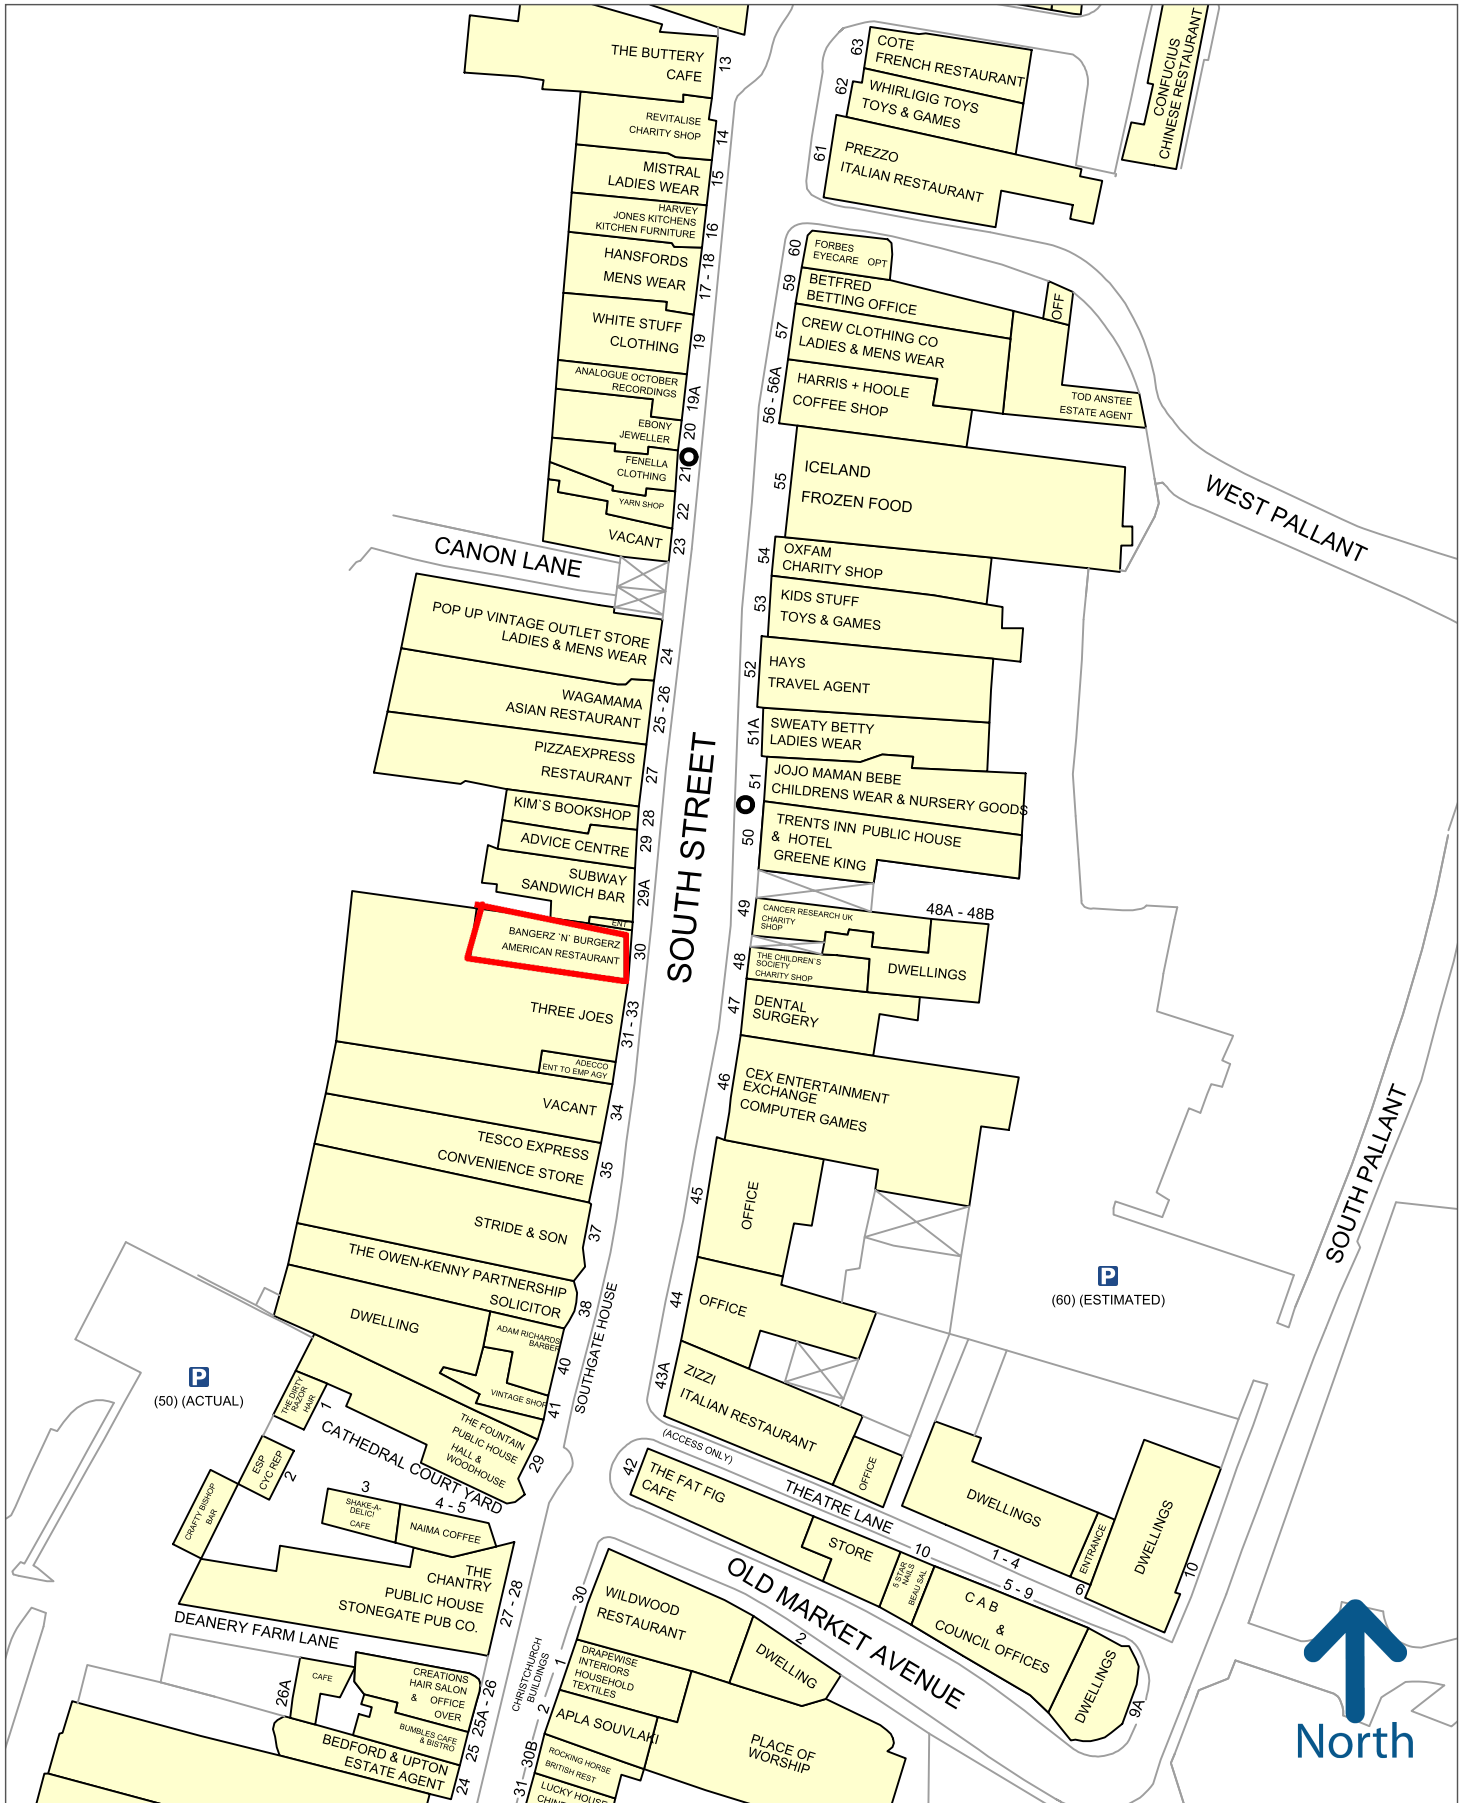 THE BUTTERY
CAFE
13
REVITALISE
CHARITY SHOP
14
MISTRAL
LADIES WEAR
15
HARVEY
JONES KITCHENS
KITCHEN FURNITURE
16
HANSFORDS
MENS WEAR
17 - 18
WHITE STUFF
CLOTHING
19
ANALOGUE OCTOBER
RECORDINGS
19A
EBONY
JEWELLER
20
FENELLA
CLOTHING
21
YARN SHOP
22
VACANT
23
CANON LANE
POP UP VINTAGE OUTLET STORE
LADIES & MENS WEAR
24
WAGAMAMA
ASIAN RESTAURANT
25 - 26
PIZZAEXPRESS
RESTAURANT
27
KIM`S BOOKSHOP
28
ADVICE CENTRE
29
SUBWAY
SANDWICH BAR
29A
ENT
BANGERZ `N` BURGERZ
AMERICAN RESTAURANT
30
THREE JOES
31 - 33
ADECCO
ENT TO EMP AGY
VACANT
34
TESCO EXPRESS
CONVENIENCE STORE
35
STRIDE & SON
37
THE OWEN-KENNY PARTNERSHIP
SOLICITOR
38
DWELLING
ADAM RICHARDS
BARBER
40
VINTAGE SHOP
41
SOUTHGATE HOUSE
THE FOUNTAIN
PUBLIC HOUSE
HALL &
WOODHOUSE
29
P
(50) (ACTUAL)
THE DIRTY
RAZOR
HAIR
1
CATHEDRAL COURT YARD
ESP
CYC REP
2
CRAFTY BISHOP
BAR
3
SHAKE-A-
DELIC!
CAFE
4 - 5
NAIMA COFFEE
THE
CHANTRY
PUBLIC HOUSE
STONEGATE PUB CO.
27 - 28
DEANERY FARM LANE
CAFE
26A
CREATIONS
HAIR SALON
& OFFICE
OVER
25A - 26
BUMBLES CAFE
& BISTRO
25
BEDFORD & UPTON
ESTATE AGENT
24
SOUTH STREET
COTE
FRENCH RESTAURANT
63
WHIRLIGIG TOYS
TOYS & GAMES
62
PREZZO
ITALIAN RESTAURANT
61
CONFUCIUS
CHINESE RESTAURANT
FORBES
EYECARE OPT
60
BETFRED
BETTING OFFICE
59
OFF
CREW CLOTHING CO
LADIES & MENS WEAR
57
TOD ANSTEE
ESTATE AGENT
HARRIS + HOOLE
COFFEE SHOP
56 - 56A
ICELAND
FROZEN FOOD
55
WEST PALLANT
OXFAM
CHARITY SHOP
54
KIDS STUFF
TOYS & GAMES
53
HAYS
TRAVEL AGENT
52
SWEATY BETTY
LADIES WEAR
51A
JOJO MAMAN BEBE
CHILDRENS WEAR & NURSERY GOODS
51
TRENTS INN PUBLIC HOUSE
& HOTEL
GREENE KING
50
CANCER RESEARCH UK
CHARITY
SHOP
49
48A - 48B
THE CHILDREN`S
SOCIETY
CHARITY SHOP
48
DWELLINGS
DENTAL
SURGERY
47
CEX ENTERTAINMENT
EXCHANGE
COMPUTER GAMES
46
OFFICE
45
OFFICE
44
ZIZZI
ITALIAN RESTAURANT
43A
OFFICE
P
(60) (ESTIMATED)
SOUTH PALLANT
(ACCESS ONLY)
THEATRE LANE
THE FAT FIG
CAFE
42
STORE
5 STAR
NAILS
BEAU SAL
10
C A B
&
COUNCIL OFFICES
5 - 9
DWELLINGS
9A
DWELLINGS
1 - 4
ENTRANCE
6
DWELLINGS
10
OLD MARKET AVENUE
WILDWOOD
RESTAURANT
30
DWELLING
2
DRAPEWISE
INTERIORS
HOUSEHOLD
TEXTILES
1
CHRISTCHURCH
BUILDINGS
APLA SOUVLAKI
2
PLACE OF
WORSHIP
ROCKING HORSE
BRITISH REST
30B
LUCKY HOUSE
31
North